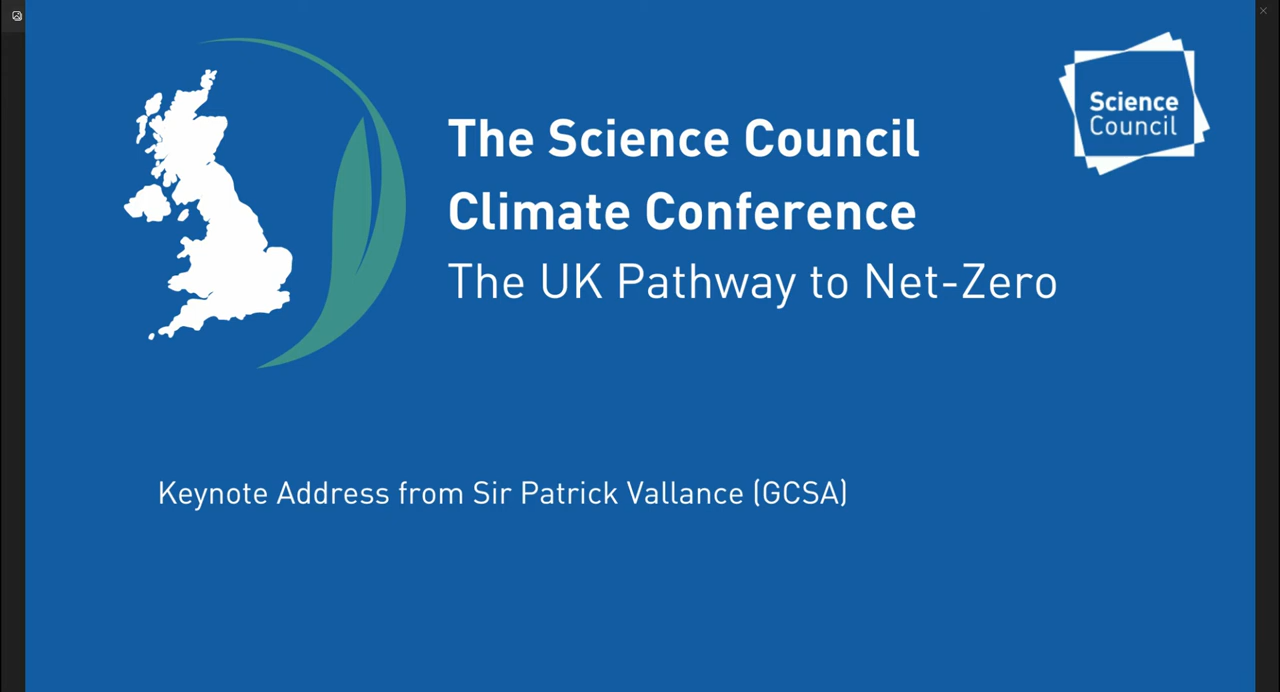 Science
Council
The Science Council
Climate Conference
The UK Pathway to Net-Zero
Keynote Address from Sir Patrick Vallance (GCSA)